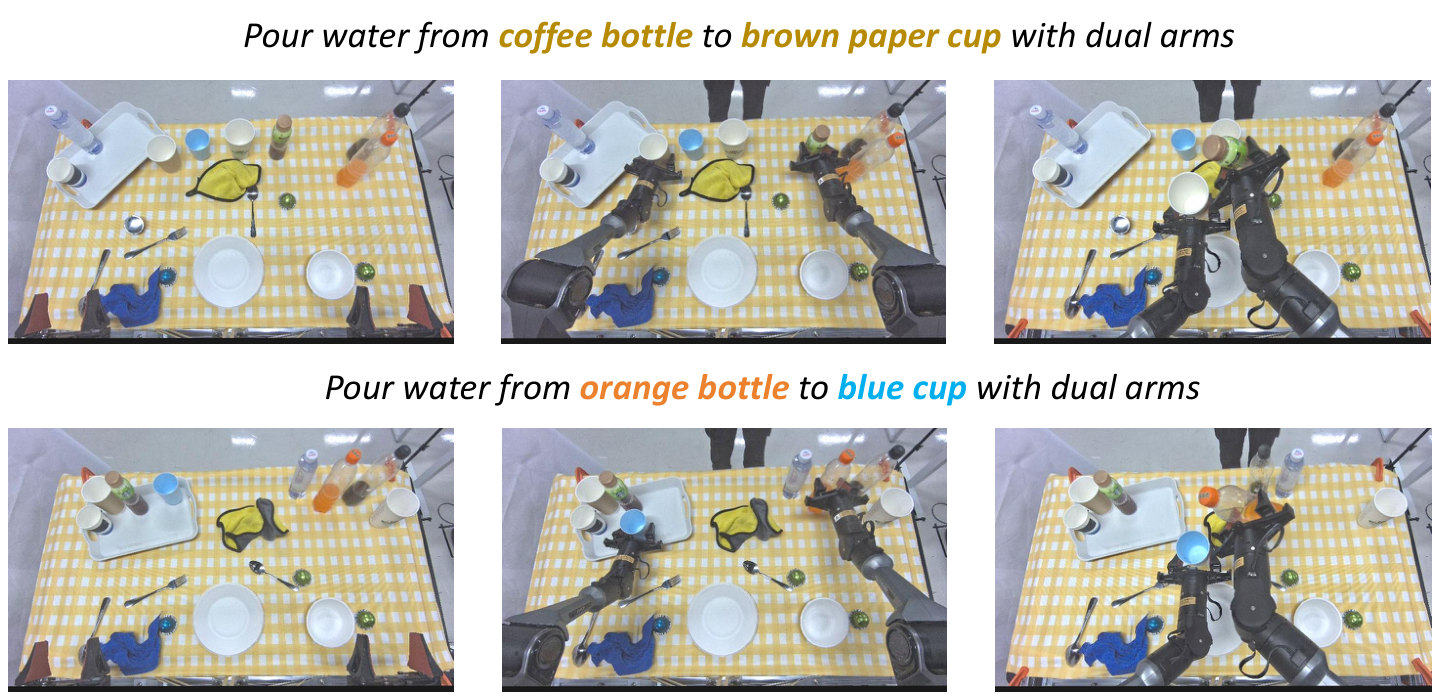 Pour water from coffee bottle to brown paper cup with dual arms
Pour water from orange bottle to blue cup with dual arms